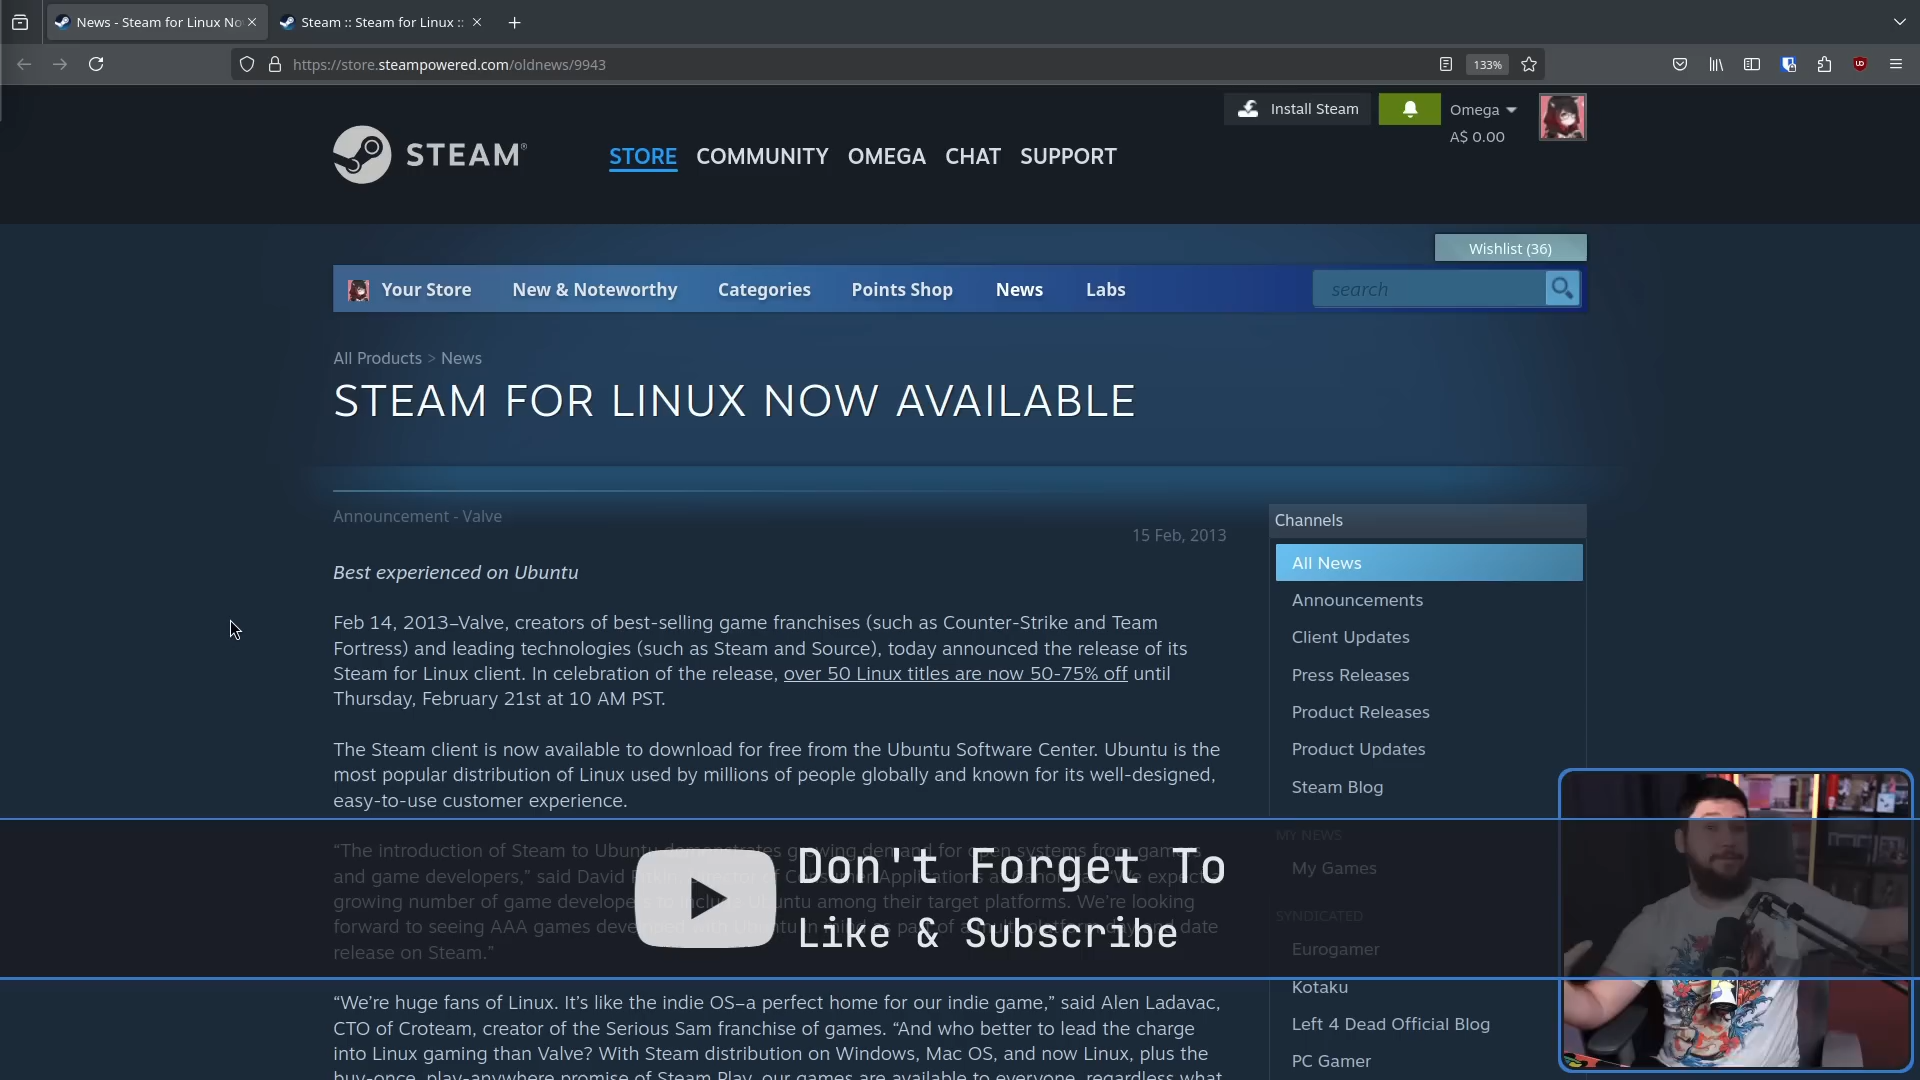 News - Steam for Linux No
Steam :: Steam for Linux ::
https://store.steampowered.com/oldnews/9943
133%
Install Steam
Omega
A$ 0.00
STEAM®
STORE COMMUNITY OMEGA CHAT SUPPORT
Wishlist (36)
Your Store New & Noteworthy Categories Points Shop News Labs
search
All Products > News
STEAM FOR LINUX NOW AVAILABLE
Announcement - Valve
15 Feb, 2013
Best experienced on Ubuntu
Feb 14, 2013–Valve, creators of best-selling game franchises (such as Counter-Strike and Team
Fortress) and leading technologies (such as Steam and Source), today announced the release of its
Steam for Linux client. In celebration of the release, over 50 Linux titles are now 50-75% off until
Thursday, February 21st at 10 AM PST.
The Steam client is now available to download for free from the Ubuntu Software Center. Ubuntu is the
most popular distribution of Linux used by millions of people globally and known for its well-designed,
easy-to-use customer experience.
“The introduction of Steam to Ubuntu demonstrates growing demand for open systems from gamers
and game developers,” said David Consumer Applications at “We expect a
growing number of game developers to include Ubuntu among their target platforms. We’re looking
forward to seeing AAA games developed with Ubuntu in mind as part of a multi-platform day and date
release on Steam.”
“We’re huge fans of Linux. It’s like the indie OS–a perfect home for our indie game,” said Alen Ladavac,
CTO of Croteam, creator of the Serious Sam franchise of games. “And who better to lead the charge
into Linux gaming than Valve? With Steam distribution on Windows, Mac OS, and now Linux, plus the
buy-once, play-anywhere promise of Steam Play, our games are available to everyone, regardless what
Don't Forget To
Like & Subscribe
Channels
All News
Announcements
Client Updates
Press Releases
Product Releases
Product Updates
Steam Blog
MY NEWS
My Games
SYNDICATED
Eurogamer
Kotaku
Left 4 Dead Official Blog
PC Gamer